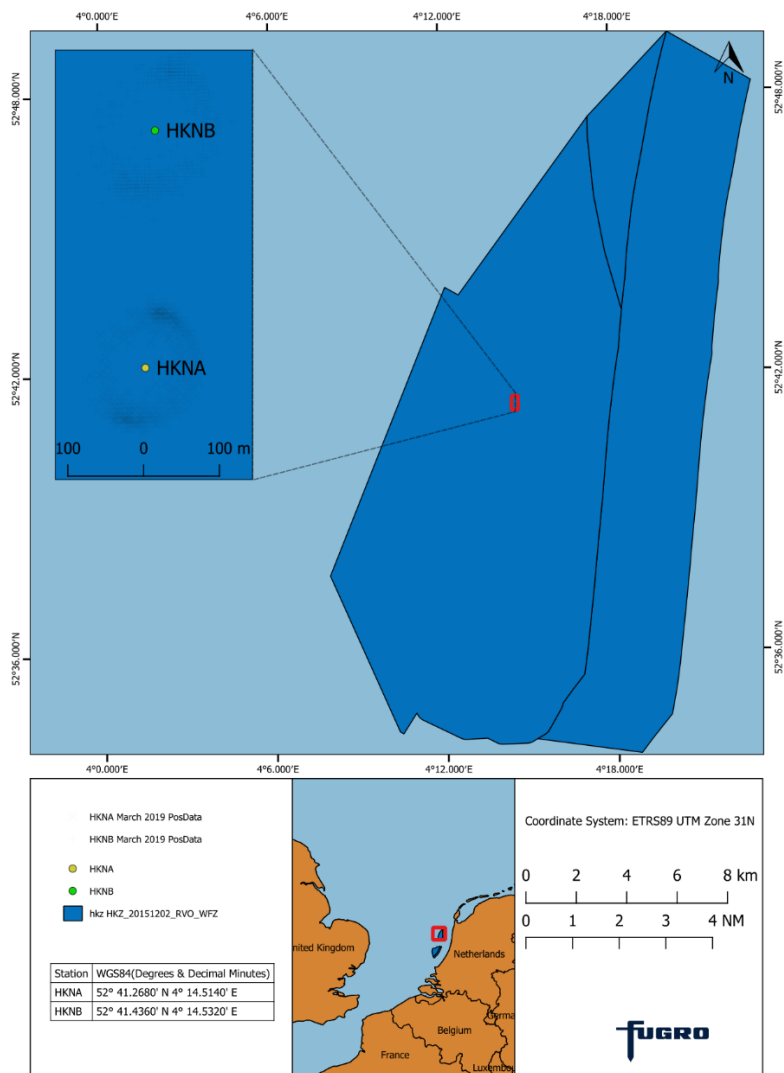 4°0.000'E 4°6.000'E 4°12.000'E 4°18.000'E
52°48.000'N
52°48.000'N
N
HKNB
HKNA
100 0 100 m
52°42.000'N
52°42.000'N
52°36.000'N
52°36.000'N
4°0.000'E 4°6.000'E 4°12.000'E 4°18.000'E
HKNA March 2019 PosData
HKNB March 2019 PosData
HKNA
HKNB
hkz HKZ_20151202_RVO_WFZ
Station WGS84(Degrees & Decimal Minutes)
HKNA 52° 41.2680' N 4° 14.5140' E
HKNB 52° 41.4360' N 4° 14.5320' E
nited Kingdom
Netherlands
Germa
Belgium
France
Luxembou
Coordinate System: ETRS89 UTM Zone 31N
0 2 4 6 8 km
0 1 2 3 4 NM
FUGRO